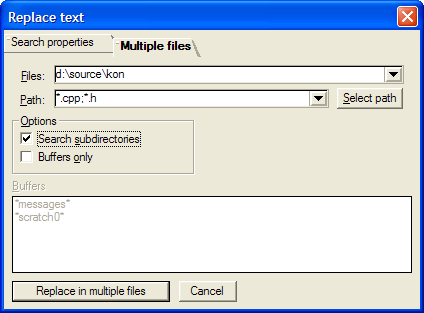 Replace text
Search properties
Multiple files
Files: d:\source\kon
Path: *.cpp;*.h Select path
Options
Search subdirectories
Buffers only
Buffers
*messages*
*scratch0*
Replace in multiple files Cancel